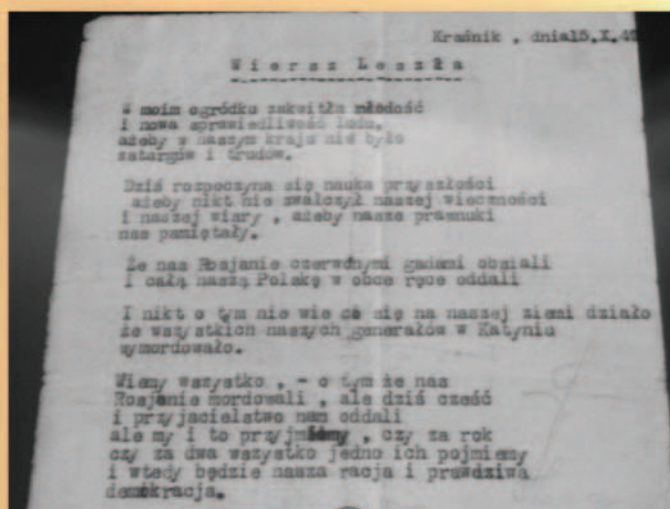 Kraśnik , dnia15.X.4
Wiersz Leszka
W moim ogródku zakwitła młodość
i nowa sprawiedliwość ludu,
ażeby w naszym kraju nie było
zatargów i trudów.
Dziś rozpoczyna się nauka przyszłości
ażeby nikt nie zwalczył naszej wieczności
i naszej wiary , ażeby nasze prawnuki
nas pamiętały.
Że nas Rosjanie czerwonymi gadami obsiali
I całą naszą Polskę w obce ręce oddali
I nikt o tym nie wie co się na naszej ziemi działo
że wszystkich naszych generałów w Katyniu
wymordowało.
Wiemy wszystko , - o tym że nas
Rosjanie mordowali , ale dziś cześć
i przyjacielstwo nam oddali
ale my i to przyjmiemy , czy za rok
czy za dwa wszystko jedno ich pojmiemy
i wtedy będzie nasza racja i prawdziwa
demokracja.